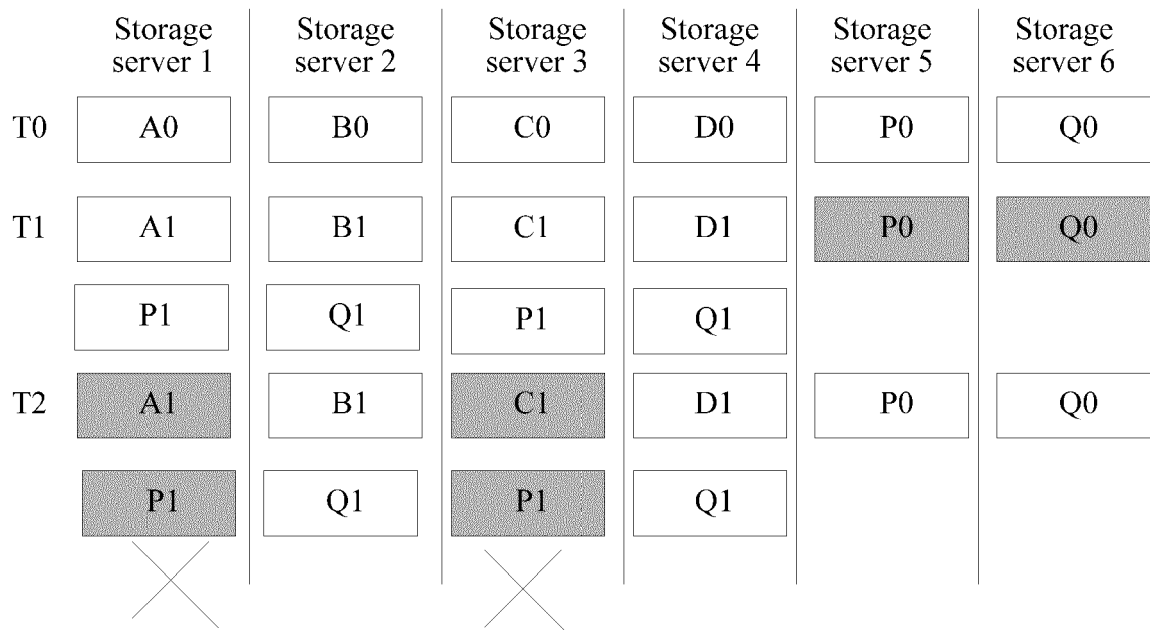 Storage server 1 Storage server 2 Storage server 3 Storage server 4 Storage server 5 Storage server 6
T0 A0 B0 C0 D0 P0 Q0
T1 A1 B1 C1 D1 P0 Q0
P1 Q1 P1 Q1
T2 A1 B1 C1 D1 P0 Q0
P1 Q1 P1 Q1